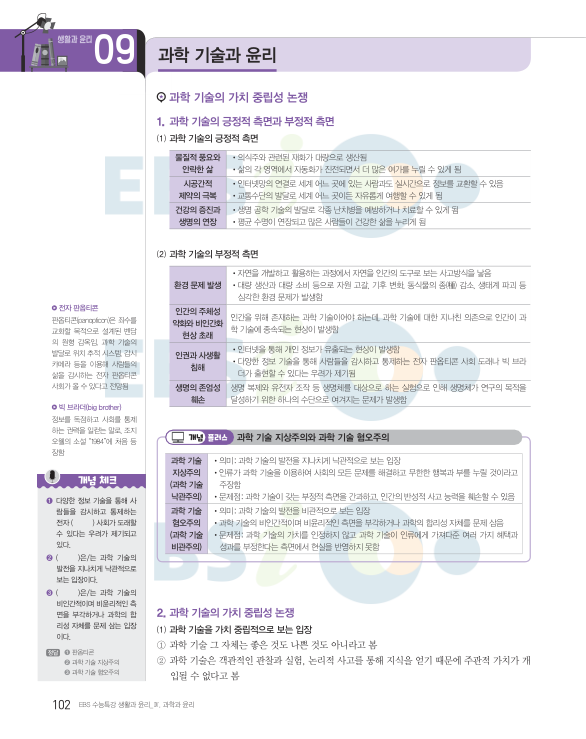 생활과 윤리
09
과학 기술과 윤리
과학 기술의 가치 중립성 논쟁
1. 과학 기술의 긍정적 측면과 부정적 측면
(1) 과학 기술의 긍정적 측면
물질적 풍요와
안락한 삶
• 의식주와 관련된 재화가 대량으로 생산됨
• 삶의 각 영역에서 자동화가 진전되면서 더 많은 여가를 누릴 수 있게 됨
시공간적
제약의 극복
• 인터넷망의 연결로 세계 어느 곳에 있는 사람과도 실시간으로 정보를 교환할 수 있음
• 교통수단의 발달로 세계 어느 곳이든 자유롭게 여행할 수 있게 됨
건강의 증진과
생명의 연장
• 생명 공학 기술의 발달로 각종 난치병을 예방하거나 치료할 수 있게 됨
• 평균 수명이 연장되고 많은 사람들이 건강한 삶을 누리게 됨
(2) 과학 기술의 부정적 측면
환경 문제 발생
• 자연을 개발하고 활용하는 과정에서 자연을 인간의 도구로 보는 사고방식을 낳음
• 대량 생산과 대량 소비 등으로 자원 고갈, 기후 변화, 동식물의 종(種) 감소, 생태계 파괴 등
심각한 환경 문제가 발생함
인간의 주체성
약화와 비인간화
현상 초래
인간을 위해 존재하는 과학 기술이어야 하는데, 과학 기술에 대한 지나친 의존으로 인간이 과
학 기술에 종속되는 현상이 발생함
인권과 사생활
침해
• 인터넷을 통해 개인 정보가 유출되는 현상이 발생함
• 다양한 정보 기술을 통해 사람들을 감시하고 통제하는 전자 판옵티콘 사회 도래나 빅 브라
더가 출현할 수 있다는 우려가 제기됨
생명의 존엄성
훼손
생명 복제와 유전자 조작 등 생명체를 대상으로 하는 실험으로 인해 생명체가 연구의 목적을
달성하기 위한 하나의 수단으로 여겨지는 문제가 발생함
전자 판옵티콘
판옵티콘(panopticon)은 죄수를
교화할 목적으로 설계된 벤담
의 원형 감옥임. 과학 기술의
발달로 위치 추적 시스템, 감시
카메라 등을 이용해 사람들의
삶을 감시하는 전자 판옵티콘
사회가 올 수 있다고 전망됨
빅 브라더(big brother)
정보를 독점하고 사회를 통제
하는 권력을 일컫는 말로, 조지
오웰의 소설 "1984"에 처음 등
장함
개념 플러스 과학 기술 지상주의와 과학 기술 혐오주의
과학 기술
지상주의
(과학 기술
낙관주의)
• 의미: 과학 기술의 발전을 지나치게 낙관적으로 보는 입장
• 인류가 과학 기술을 이용하여 사회의 모든 문제를 해결하고 무한한 행복과 부를 누릴 것이라고
주장함
• 문제점: 과학 기술이 갖는 부정적 측면을 간과하고, 인간의 반성적 사고 능력을 훼손할 수 있음
과학 기술
혐오주의
(과학 기술
비관주의)
• 의미: 과학 기술의 발전을 비관적으로 보는 입장
• 과학 기술의 비인간적이며 비윤리적인 측면을 부각하거나 과학의 합리성 자체를 문제 삼음
• 문제점: 과학 기술의 가치를 인정하지 않고 과학 기술이 인류에게 가져다준 여러 가지 혜택과
성과를 부정한다는 측면에서 현실을 반영하지 못함
개념 체크
❶ 다양한 정보 기술을 통해 사
람들을 감시하고 통제하는
전자 ( ) 사회가 도래할
수 있다는 우려가 제기되고
있다.
❷ ( )은/는 과학 기술의
발전을 지나치게 낙관적으로
보는 입장이다.
❸ ( )은/는 과학 기술의
비인간적이며 비윤리적인 측
면을 부각하거나 과학의 합
리성 자체를 문제 삼는 입장
이다.
정답 ❶ 판옵티콘
❷ 과학 기술 지상주의
❸ 과학 기술 혐오주의
2. 과학 기술의 가치 중립성 논쟁
(1) 과학 기술을 가치 중립적으로 보는 입장
① 과학 기술 그 자체는 좋은 것도 나쁜 것도 아니라고 봄
② 과학 기술은 객관적인 관찰과 실험, 논리적 사고를 통해 지식을 얻기 때문에 주관적 가치가 개
입될 수 없다고 봄
102 EBS 수능특강 생활과 윤리_Ⅲ. 과학과 윤리
EBSi
EBSi
EBSi